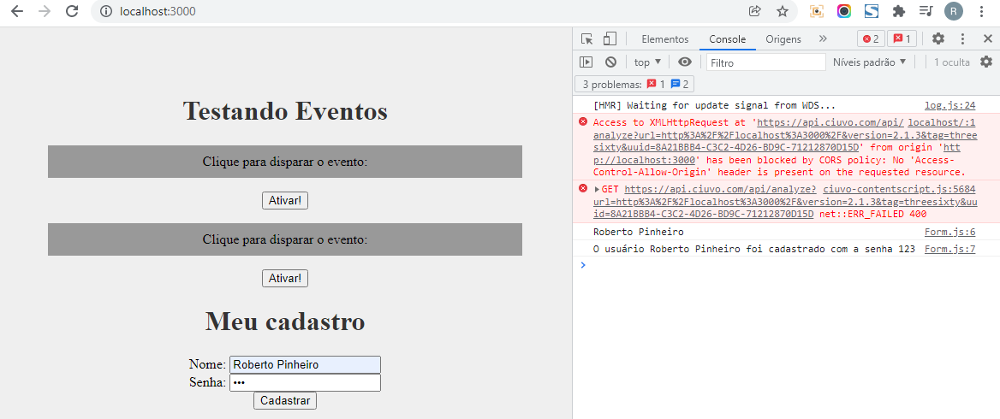 localhost:3000
R
Elementos
Console
Origens
2
1
top
Filtro
Níveis padrão
1 oculta
3 problemas:
1
2
[HMR] Waiting for update signal from WDS...
log.js:24
Access to XMLHttpRequest at 'https://api.ciuvo.com/api/
localhost/:1
analyze?url=http%3A%2F%2Flocalhost%3A3000%2F&version=2.1.3&tag=three
sixty&uuid=8A21BBB4-C3C2-4D26-BD9C-71212870D15D' from origin 'htt
p://localhost:3000' has been blocked by CORS policy: No 'Access-
Control-Allow-Origin' header is present on the requested resource.
GET https://api.ciuvo.com/api/analyze?
ciuvo-contentscript.js:5684
url=http%3A%2F%2Flocalhost%3A3000%2F&version=2.1.3&tag=threesixty&uu
id=8A21BBB4-C3C2-4D26-BD9C-71212870D15D net::ERR_FAILED 400
Roberto Pinheiro
Form.js:6
O usuário Roberto Pinheiro foi cadastrado com a senha 123
Form.js:7
Testando Eventos
Clique para disparar o evento:
Ativar!
Clique para disparar o evento:
Ativar!
Meu cadastro
Nome: Roberto Pinheiro
Senha: •••
Cadastrar